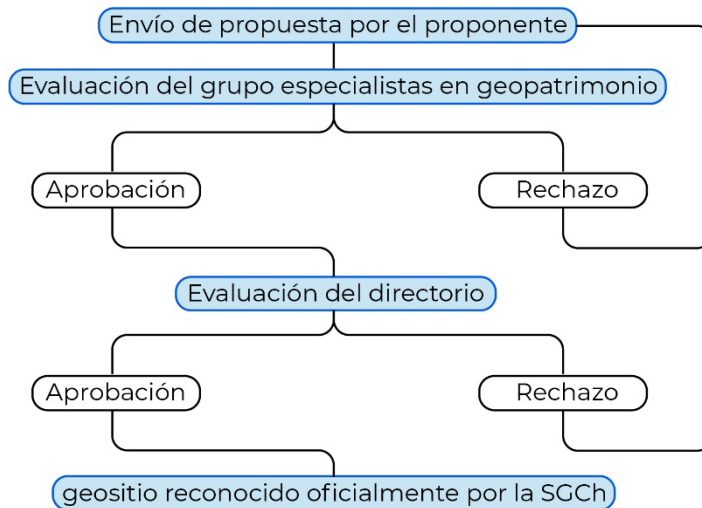 Envío de propuesta por el proponente
Evaluación del grupo especialistas en geopatrimonio
Aprobación
Rechazo
Evaluación del directorio
Aprobación
Rechazo
geositio reconocido oficialmente por la SGCh